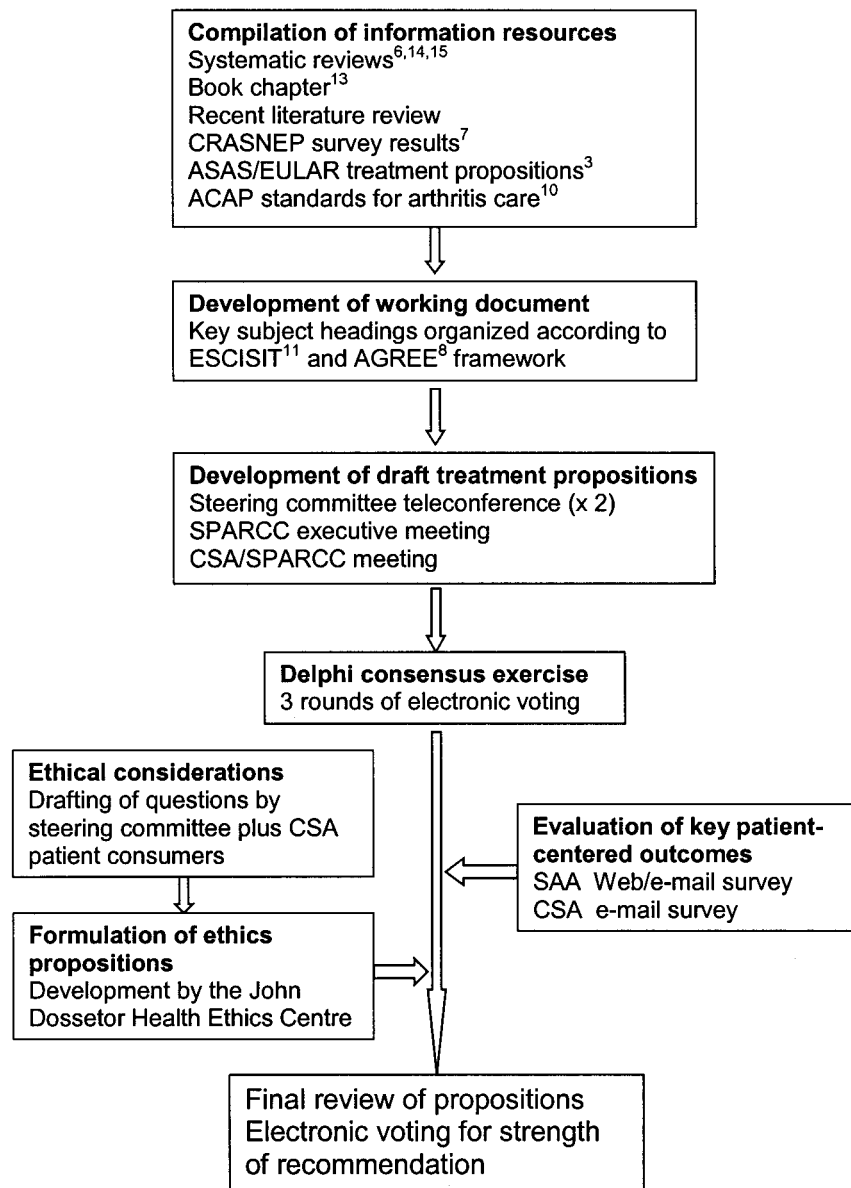 Compilation of information resources
Systematic reviews6,14,15
Book chapter13
Recent literature review
CRASNEP survey results7
ASAS/EULAR treatment propositions3
ACAP standards for arthritis care10
Development of working document
Key subject headings organized according to
ESCISIT11 and AGREE8 framework
Development of draft treatment propositions
Steering committee teleconference (x 2)
SPARCC executive meeting
CSA/SPARCC meeting
Delphi consensus exercise
3 rounds of electronic voting
Ethical considerations
Drafting of questions by
steering committee plus CSA
patient consumers
Evaluation of key patient-
centered outcomes
SAA Web/e-mail survey
CSA e-mail survey
Formulation of ethics
propositions
Development by the John
Dossetor Health Ethics Centre
Final review of propositions
Electronic voting for strength
of recommendation